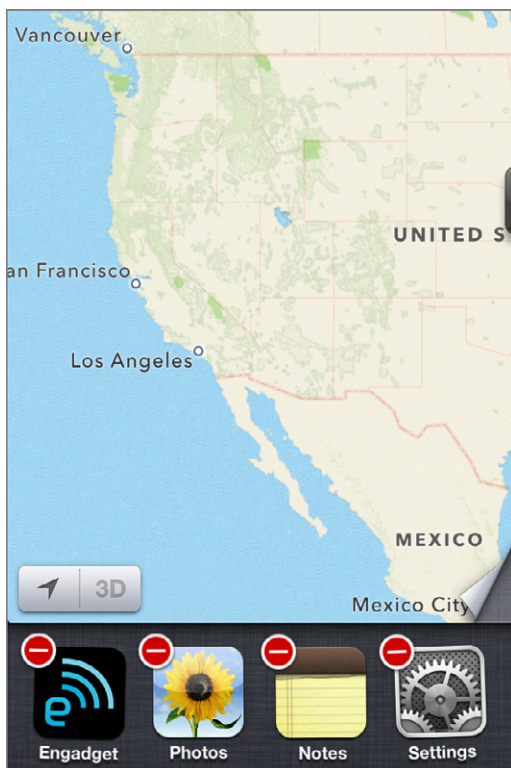 Vancouver
UNITED S
an Francisco
Los Angeles
MEXICO
3D
Mexico City
Engadget
Photos
Notes
Settings